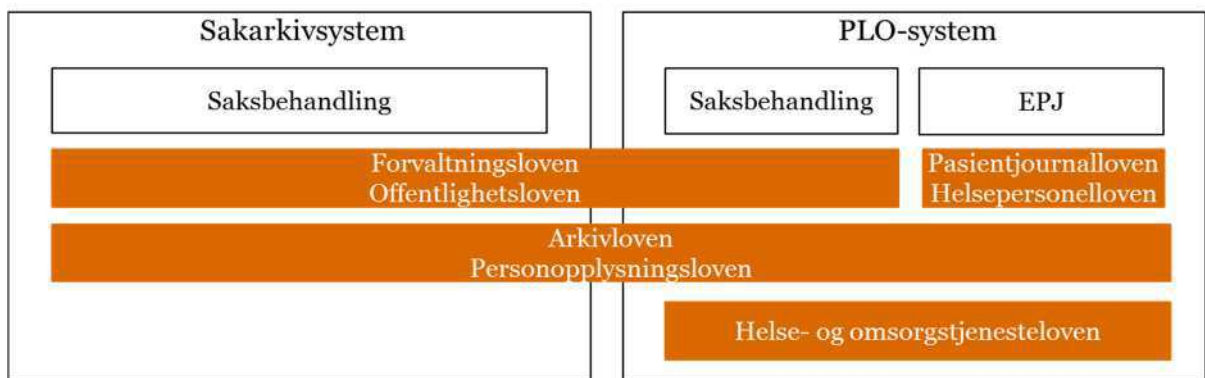 Sakarkivsystem
PLO-system
Saksbehandling
Saksbehandling
EPJ
Forvaltningsloven
Offentlighetsloven
Pasientjournalloven
Helsepersonelloven
Arkivloven
Personopplysningsloven
Helse- og omsorgstjenesteloven